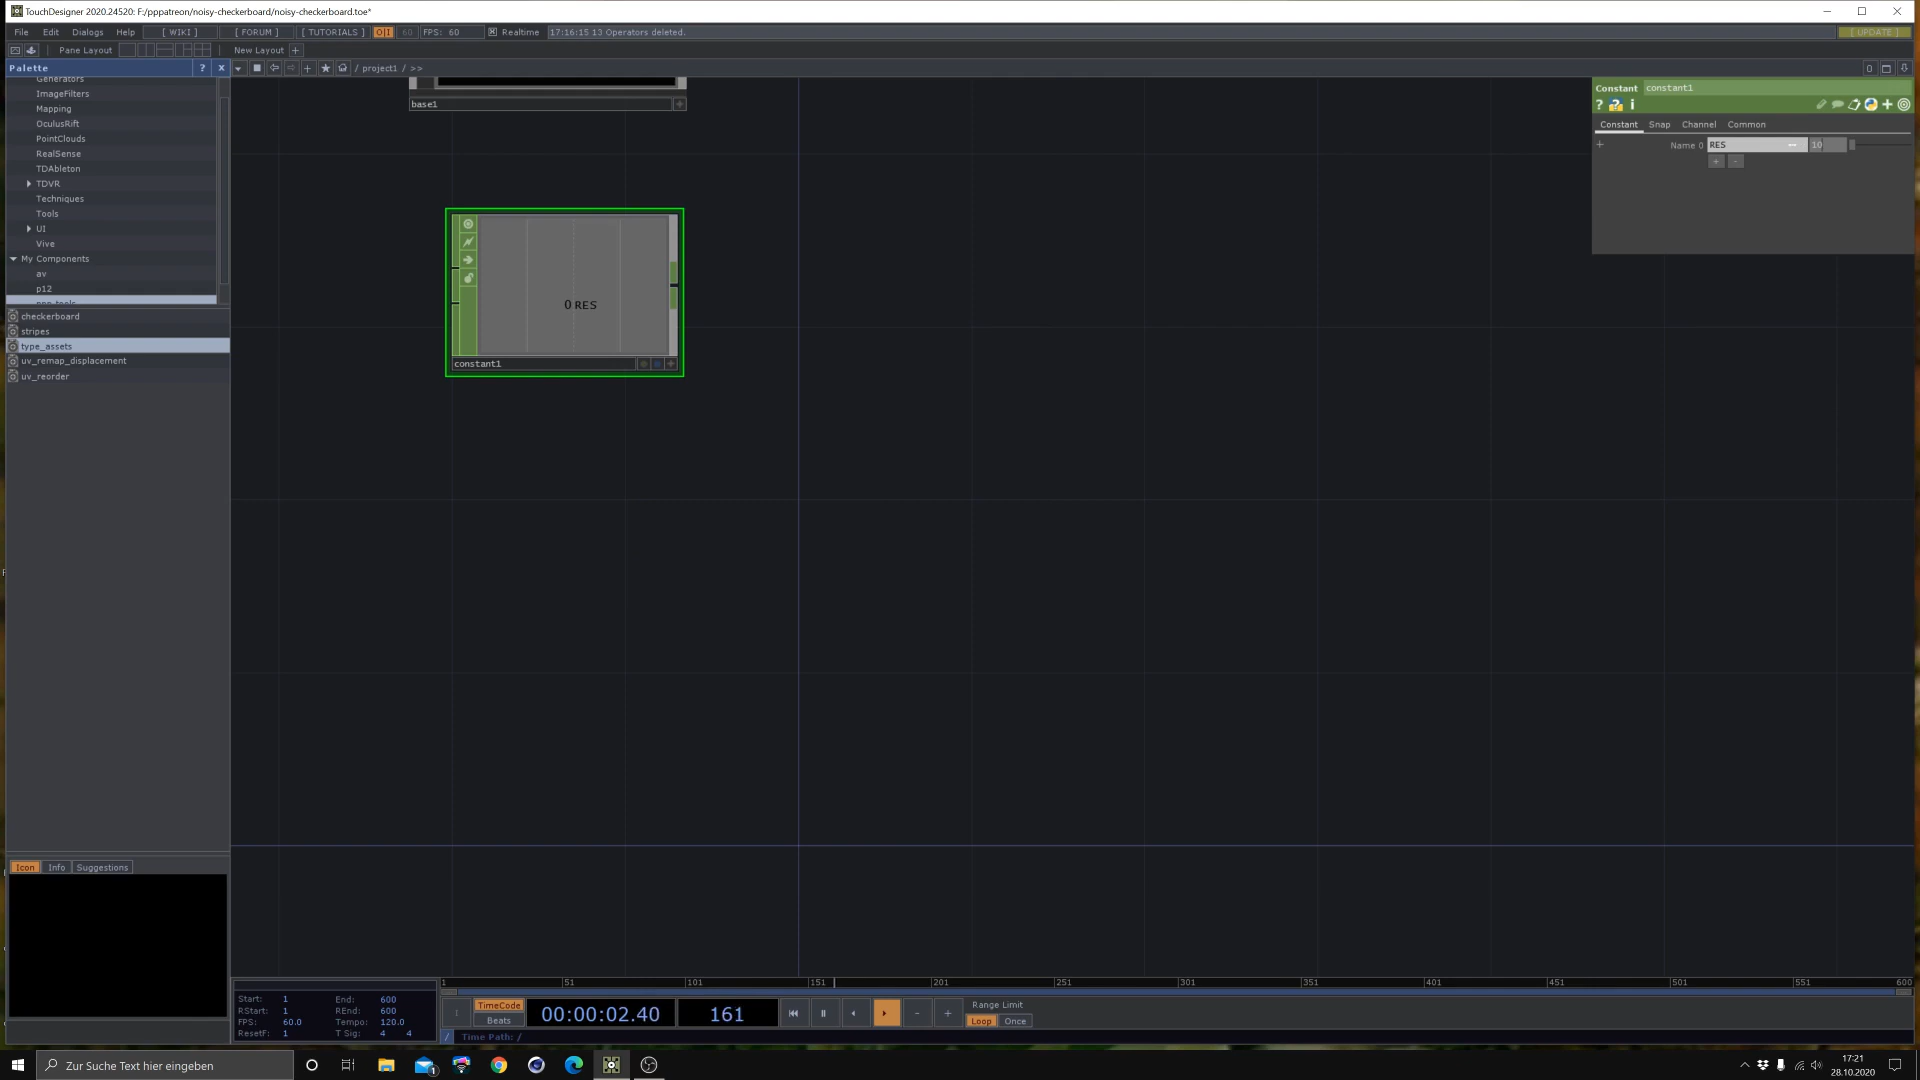 TouchDesigner 2020.24520: F:/pppatreon/noisy-checkerboard/noisy-checkerboard.toe*
File Edit Dialogs Help [ WIKI ] [ FORUM ] [ TUTORIALS ] O|I 60 FPS: 60 Realtime 17:16:15 13 Operators deleted. [ UPDATE ]
Pane Layout New Layout +
Palette ? x / project1 / >> 0
Generators
ImageFilters
Mapping
OculusRift
PointClouds
RealSense
TDAbleton
TDVR
Techniques
Tools
UI
Vive
My Components
av
p12
checkerboard
stripes
type_assets
uv_remap_displacement
uv_reorder
Icon Info Suggestions
base1 +
0 RES
constant1 +
Constant constant1
? i
Constant Snap Channel Common
+ Name 0 RES 10
+ -
1 51 101 151 201 251 301 351 401 451 501 551 600
Start: 1 End: 600
RStart: 1 REnd: 600
FPS: 60.0 Tempo: 120.0
ResetF: 1 T Sig: 4 4
TimeCode
Beats
00:00:02.40 161 - +
Range Limit
Loop Once
/ Time Path: /
Zur Suche Text hier eingeben
1
17:21
28.10.2020